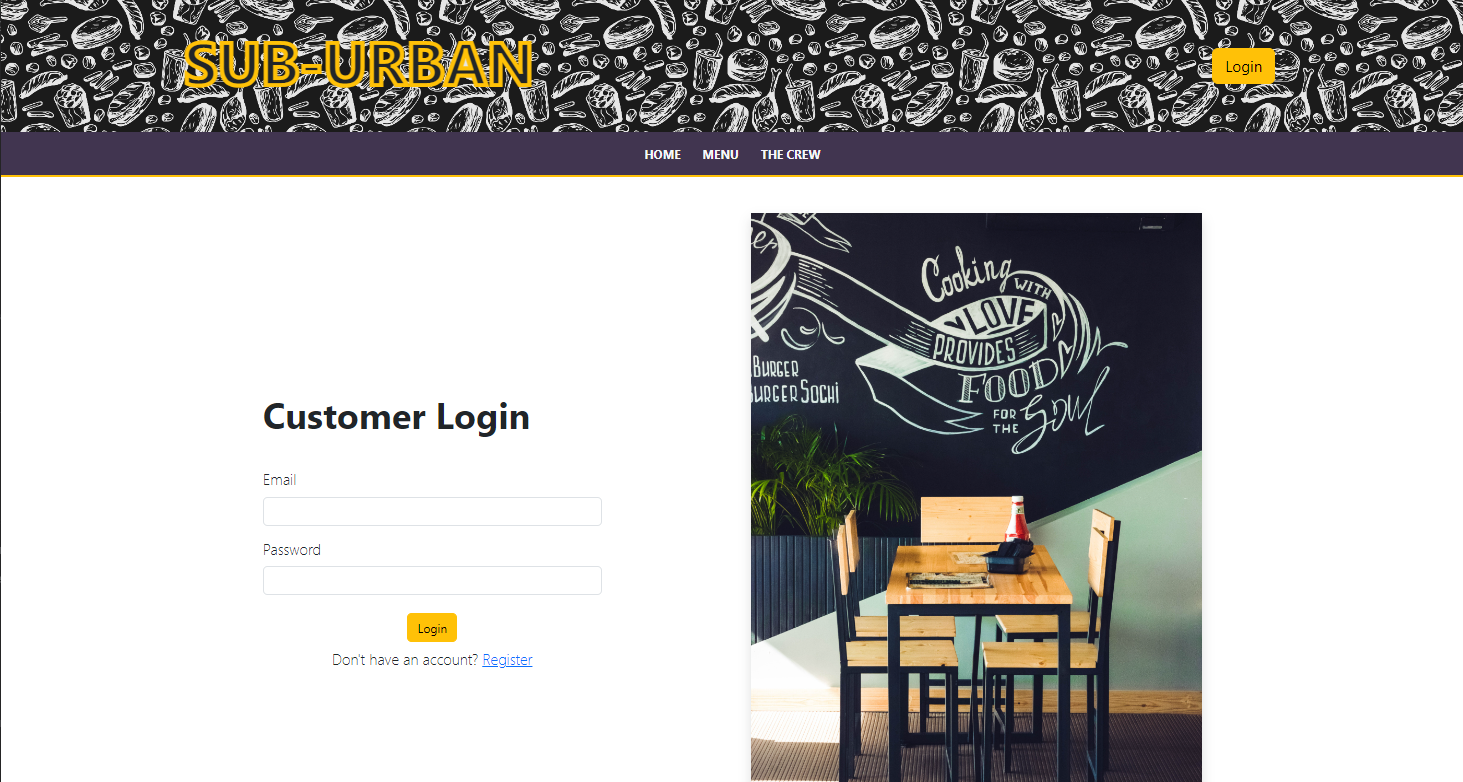 SUB-URBAN
Login
HOME MENU THE CREW
Customer Login
Email
Password
Login
Don't have an account? Register
Cooking
WITH
LOVE
PROVIDES
FOOD
FOR
THE
Soul
BURGER
BURGER SOCHI